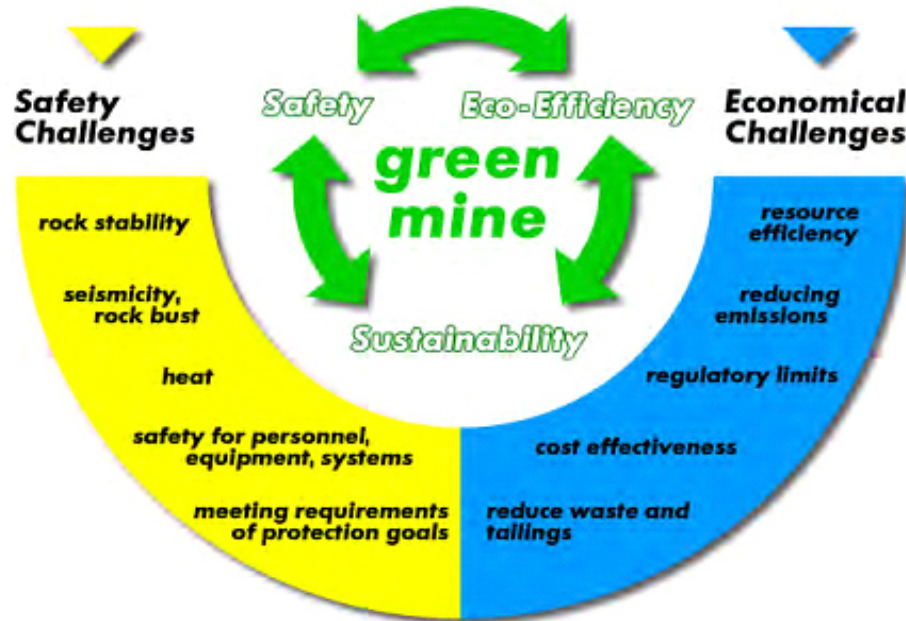 Safety
Challenges
rock stability
seismicity,
rock bust
heat
safety for personnel,
equipment, systems
meeting requirements
of protection goals
Safety
Eco-Efficiency
green
mine
Sustainability
Economical
Challenges
resource
efficiency
reducing
emissions
regulatory limits
cost effectiveness
reduce waste and
tailings